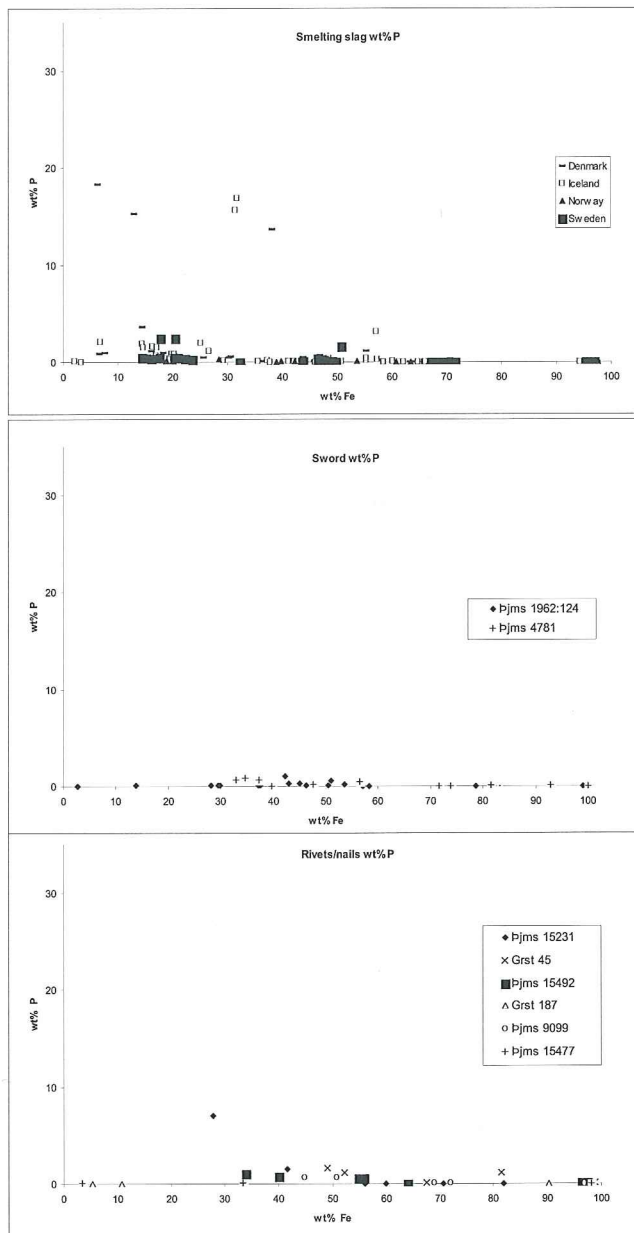 Smelting slag wt%P
wt% P
30
20
10
0
Denmark
Iceland
Norway
Sweden
0 10 20 30 40 50 60 70 80 90 100
wt% Fe
Sword wt%P
wt% P
30
20
10
0
Þjms 1962:124
Þjms 4781
0 10 20 30 40 50 60 70 80 90 100
wt% Fe
Rivets/nails wt%P
wt% P
30
20
10
0
Þjms 15231
Grst 45
Þjms 15492
Grst 187
Þjms 9099
Þjms 15477
0 10 20 30 40 50 60 70 80 90 100
wt% Fe